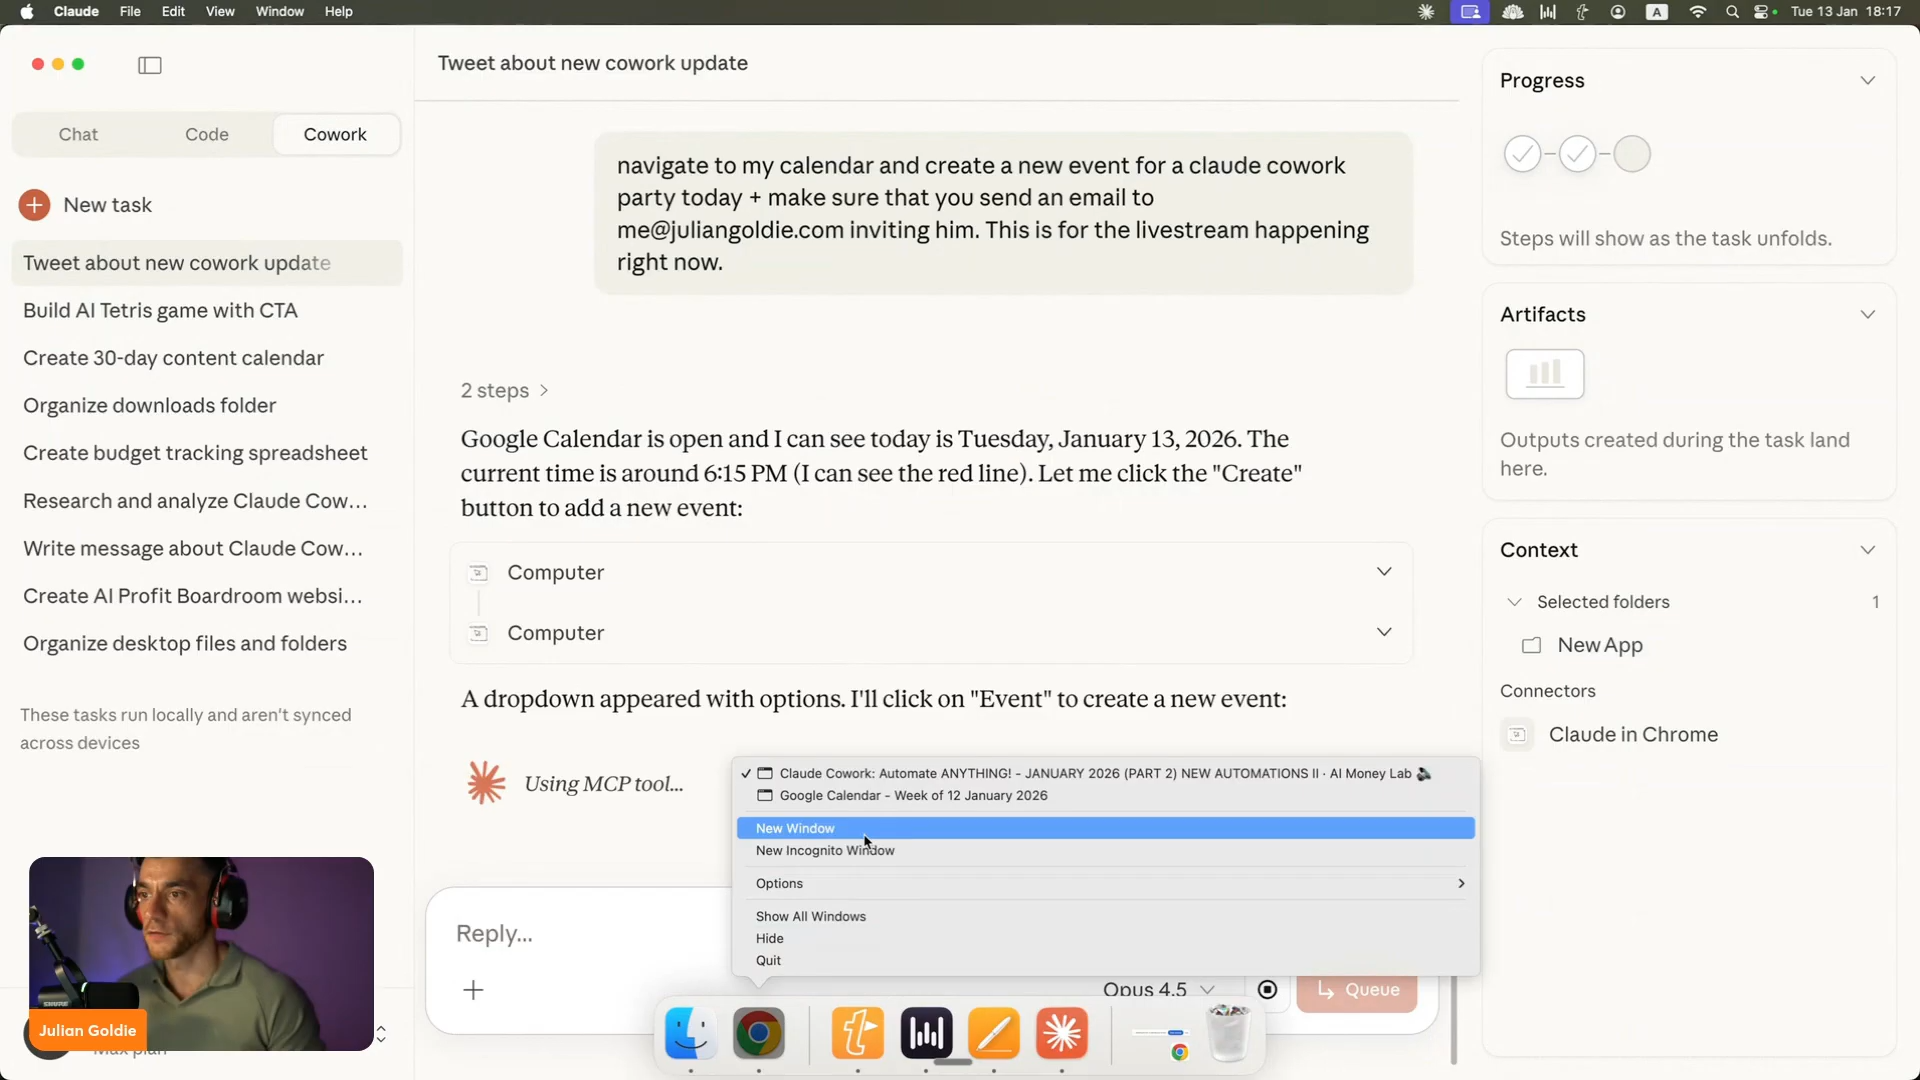 Claude File Edit View Window Help
A
Tue 13 Jan 18:17
Chat Code Cowork
New task
Tweet about new cowork update
Build AI Tetris game with CTA
Create 30-day content calendar
Organize downloads folder
Create budget tracking spreadsheet
Research and analyze Claude Cow...
Write message about Claude Cow...
Create AI Profit Boardroom websi...
Organize desktop files and folders
These tasks run locally and aren't synced
across devices
Julian Goldie
Max plan
Tweet about new cowork update
navigate to my calendar and create a new event for a claude cowork
party today + make sure that you send an email to
me@juliangoldie.com inviting him. This is for the livestream happening
right now.
2 steps
Google Calendar is open and I can see today is Tuesday, January 13, 2026. The
current time is around 6:15 PM (I can see the red line). Let me click the "Create"
button to add a new event:
Computer
Computer
A dropdown appeared with options. I'll click on "Event" to create a new event:
Using MCP tool...
Claude Cowork: Automate ANYTHING! - JANUARY 2026 (PART 2) NEW AUTOMATIONS II · AI Money Lab
Google Calendar - Week of 12 January 2026
New Window
New Incognito Window
Options
Show All Windows
Hide
Quit
Reply...
Opus 4.5
Queue
Progress
Steps will show as the task unfolds.
Artifacts
Outputs created during the task land
here.
Context
Selected folders 1
New App
Connectors
Claude in Chrome